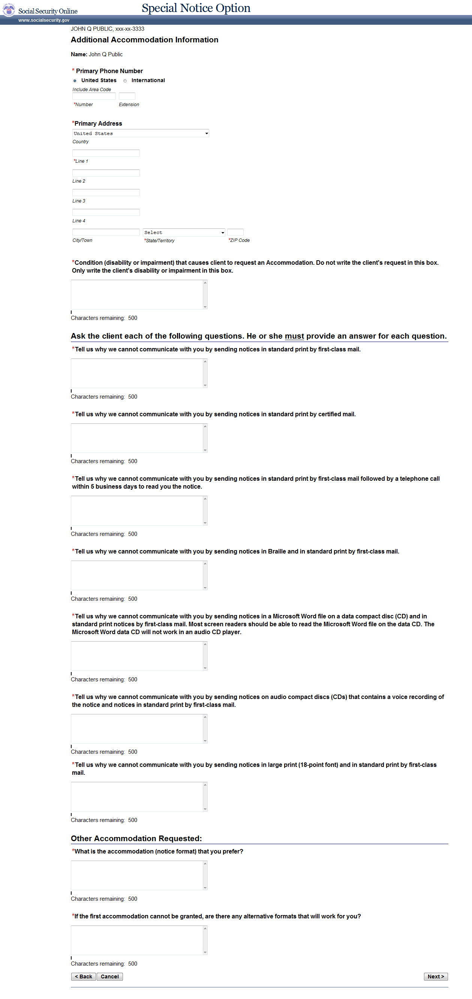 Social Security Online
Special Notice Option
www.socialsecurity.gov
JOHN Q PUBLIC, xxx-xx-3333
Additional Accommodation Information
Name: John Q Public
* Primary Phone Number
United States International
Include Area Code
*Number Extension
*Primary Address
United States
Country
*Line 1
Line 2
Line 3
Line 4
Select
City/Town *State/Territory *ZIP Code
*Condition (disability or impairment) that causes client to request an Accommodation. Do not write the client's request in this box.
Only write the client's disability or impairment in this box.
Characters remaining: 500
Ask the client each of the following questions. He or she must provide an answer for each question.
*Tell us why we cannot communicate with you by sending notices in standard print by first-class mail.
Characters remaining: 500
*Tell us why we cannot communicate with you by sending notices in standard print by certified mail.
Characters remaining: 500
*Tell us why we cannot communicate with you by sending notices in standard print by first-class mail followed by a telephone call
within 5 business days to read you the notice.
Characters remaining: 500
*Tell us why we cannot communicate with you by sending notices in Braille and in standard print by first-class mail.
Characters remaining: 500
*Tell us why we cannot communicate with you by sending notices in a Microsoft Word file on a data compact disc (CD) and in
standard print notices by first-class mail. Most screen readers should be able to read the Microsoft Word file on the data CD. The
Microsoft Word data CD will not work in an audio CD player.
Characters remaining: 500
*Tell us why we cannot communicate with you by sending notices on audio compact discs (CDs) that contains a voice recording of
the notice and notices in standard print by first-class mail.
Characters remaining: 500
*Tell us why we cannot communicate with you by sending notices in large print (18-point font) and in standard print by first-class
mail.
Characters remaining: 500
Other Accommodation Requested:
*What is the accommodation (notice format) that you prefer?
Characters remaining: 500
*If the first accommodation cannot be granted, are there any alternative formats that will work for you?
Characters remaining: 500
< Back Cancel Next >